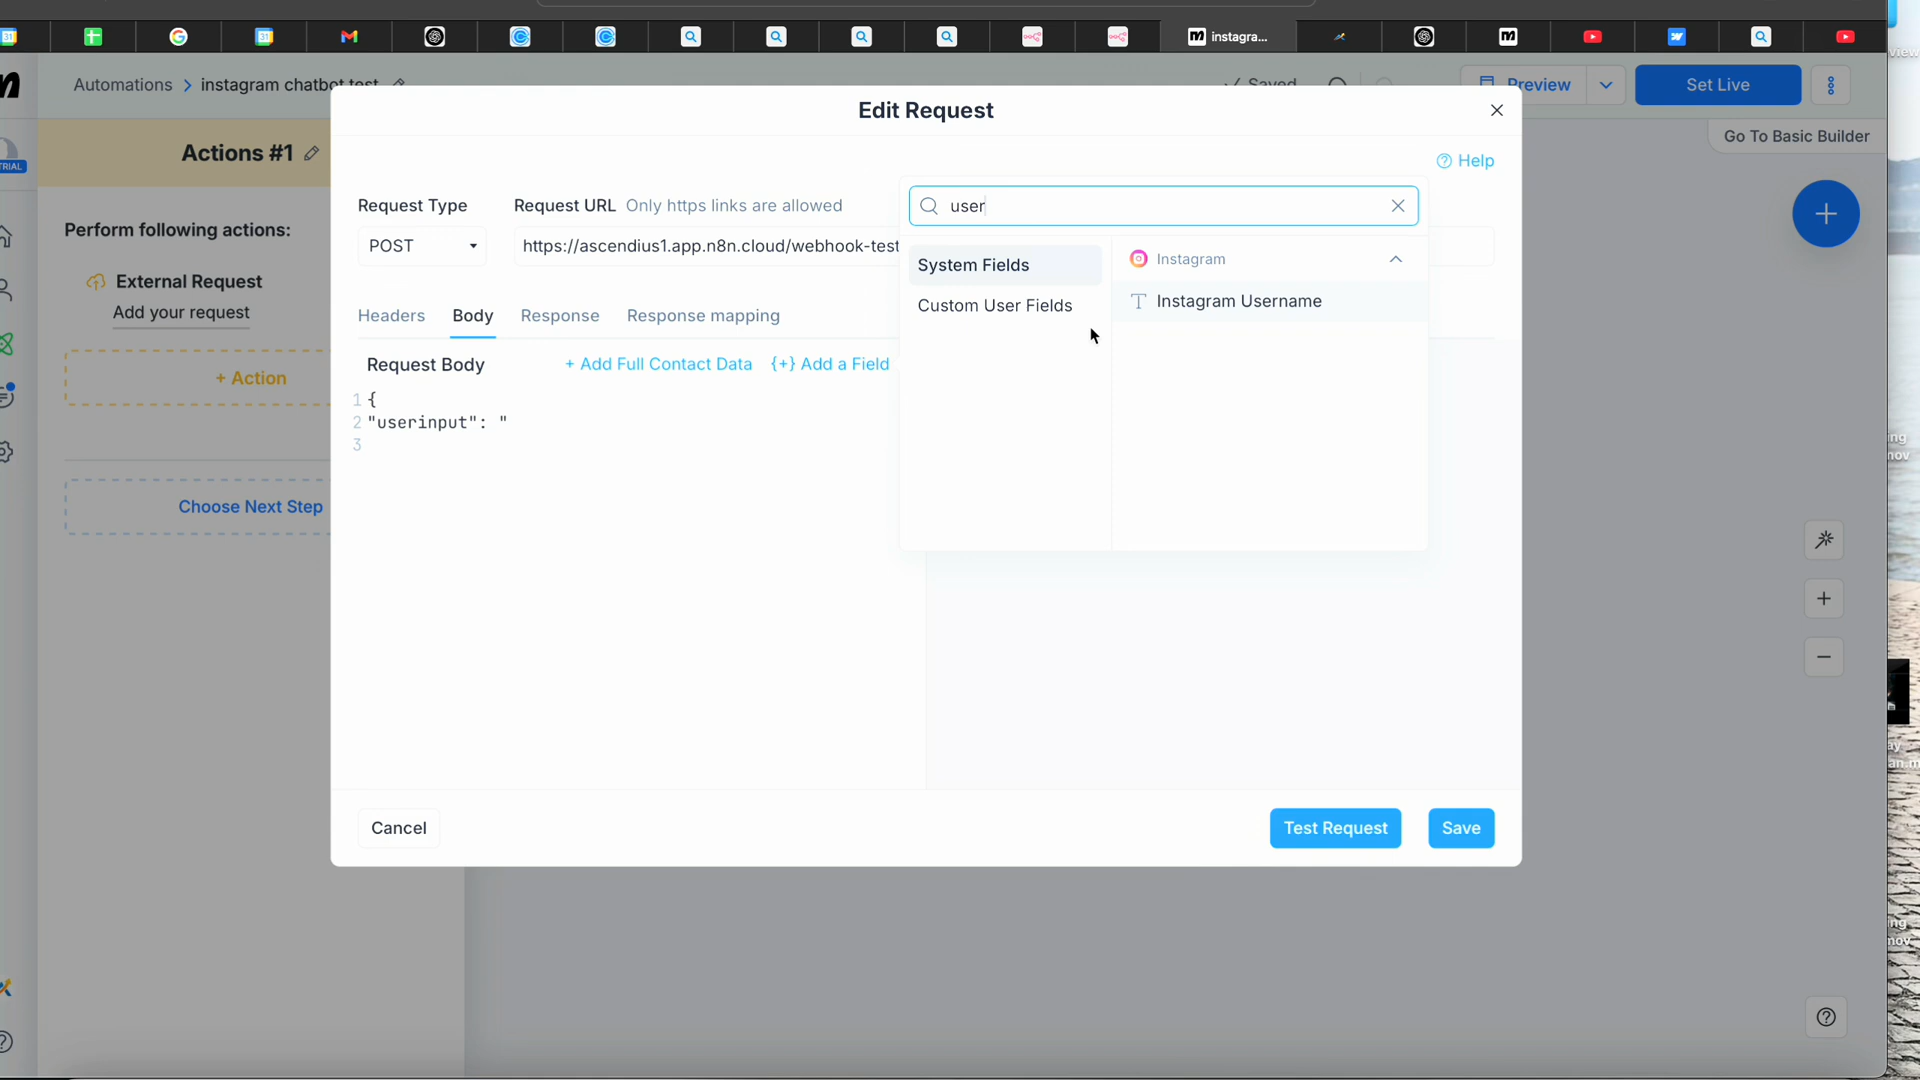 instagra...
Automations > instagram chatbot test
Saved
Preview
Set Live
Go To Basic Builder
TRIAL
Actions #1
Perform following actions:
External Request
Add your request
+ Action
Choose Next Step
Edit Request
Help
Request Type
Request URL Only https links are allowed
POST
https://ascendius1.app.n8n.cloud/webhook-test
user
System Fields
Custom User Fields
Instagram
Instagram Username
Headers
Body
Response
Response mapping
Request Body
+ Add Full Contact Data
{+} Add a Field
1 {
2 "userinput": "
3
Cancel
Test Request
Save